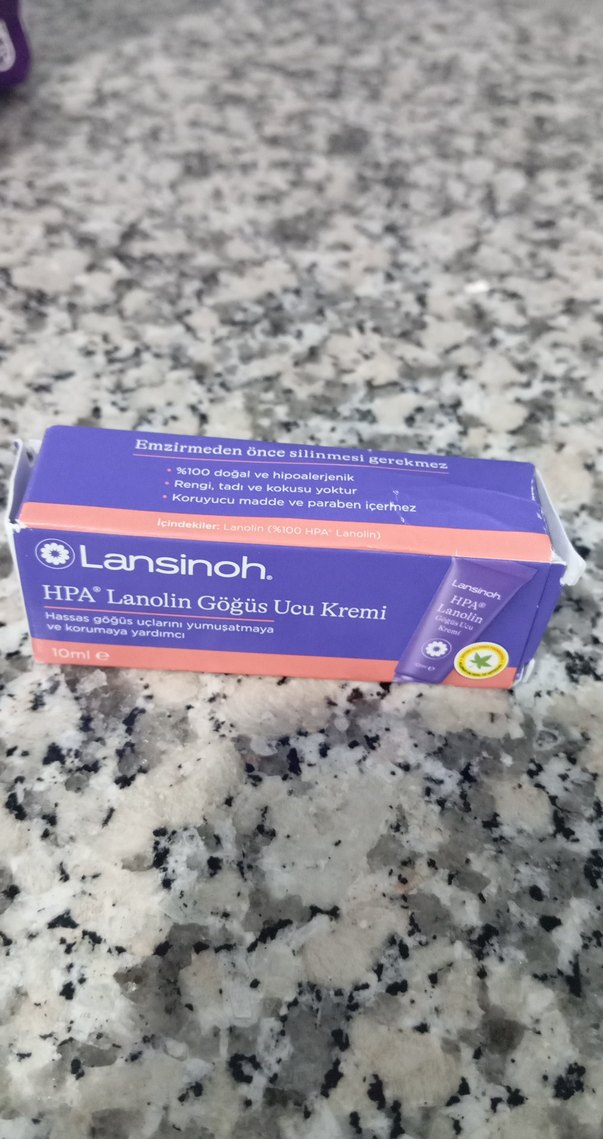 Emzirmeden önce silinmesi gerekmez
• %100 doğal ve hipoalerjenik
• Rengi, tadı ve kokusu yoktur
• Koruyucu madde ve paraben içermez
İçindekiler: Lanolin (%100 HPA® Lanolin)
Lansinoh®
HPA® Lanolin Göğüs Ucu Kremi
Hassas göğüs uçlarını yumuşatmaya
ve korumaya yardımcı
10ml ℮
Lansinoh
HPA®
Lanolin
Göğüs Ucu
Kremi
10ml ℮